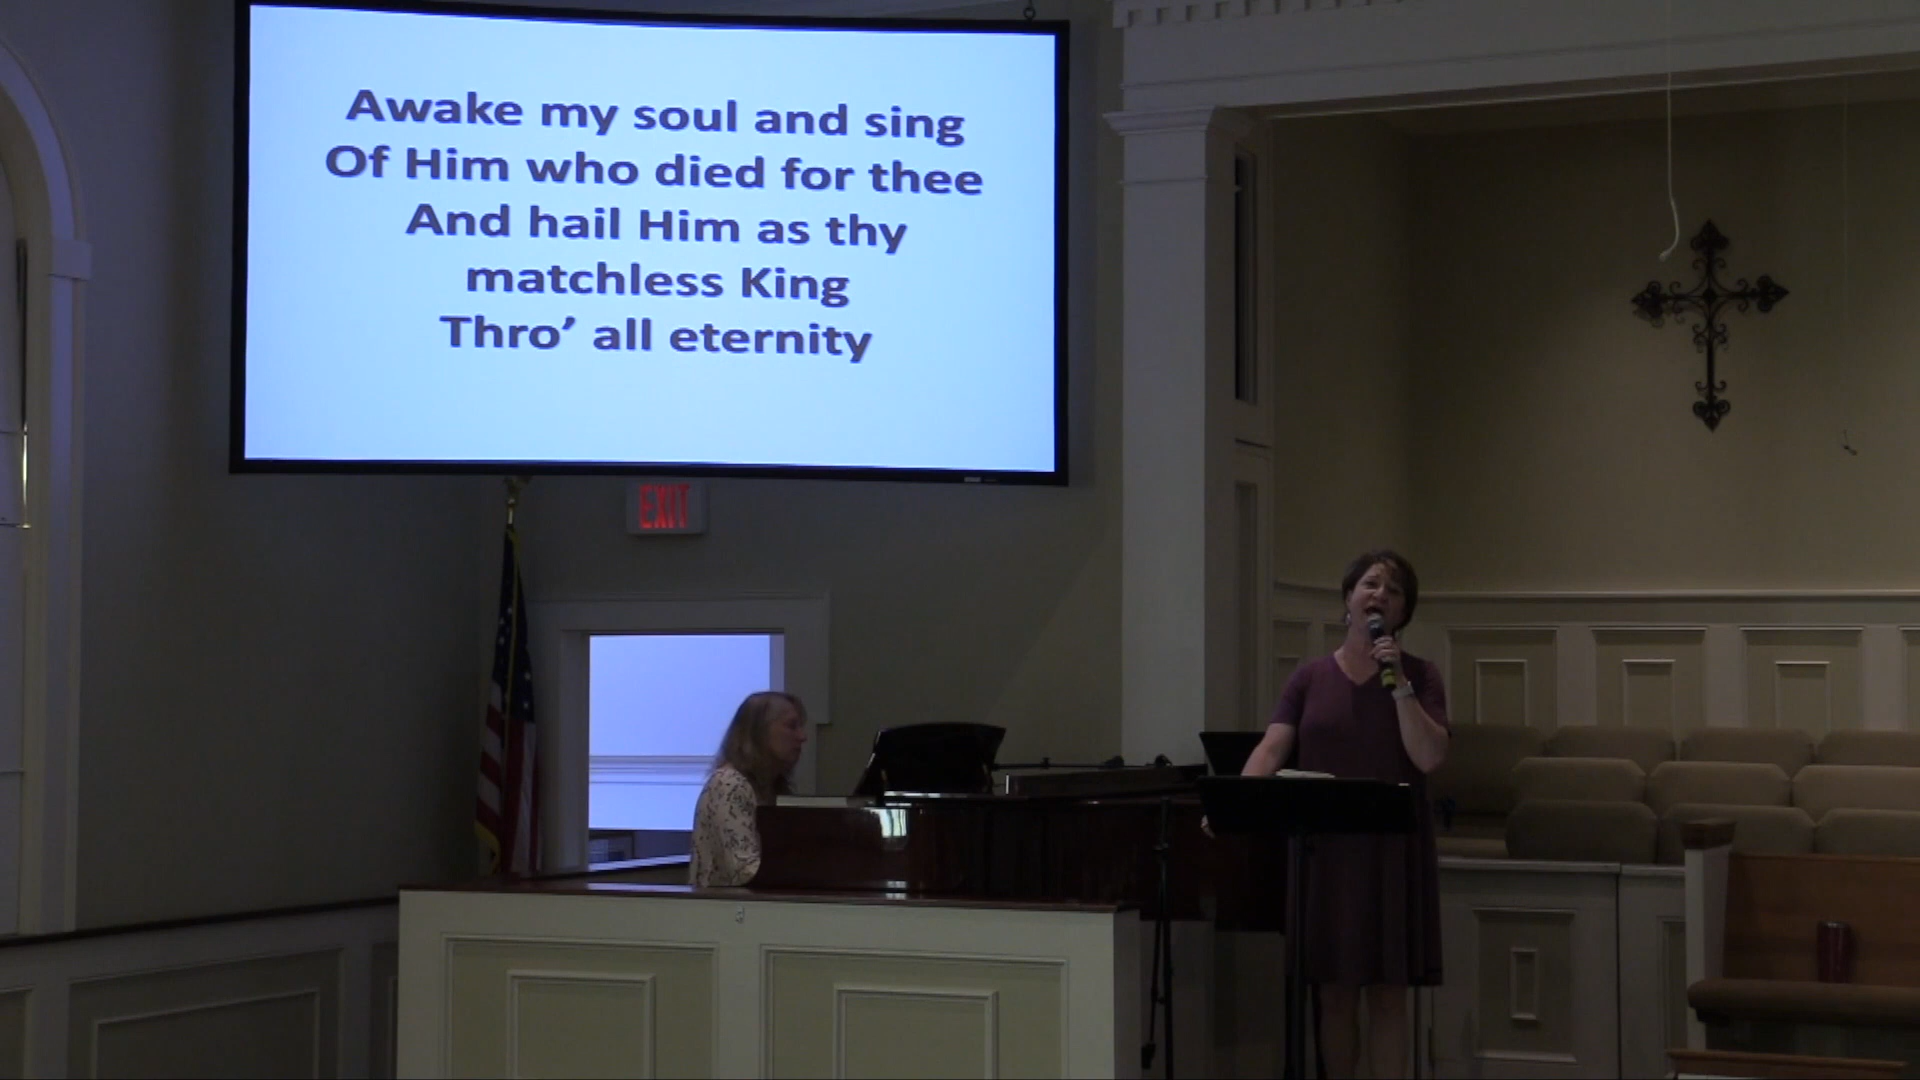 Awake my soul and sing
Of Him who died for thee
And hail Him as thy
matchless King
Thro’ all eternity
EXIT